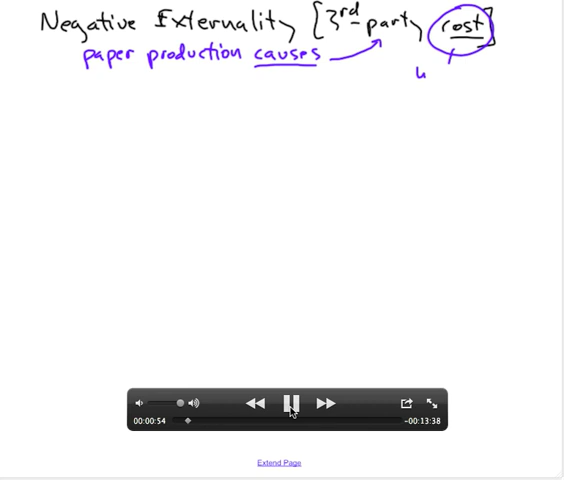 Negative Externality [3rd party cost]
paper production causes
00:00:54 -00:13:38
Extend Page